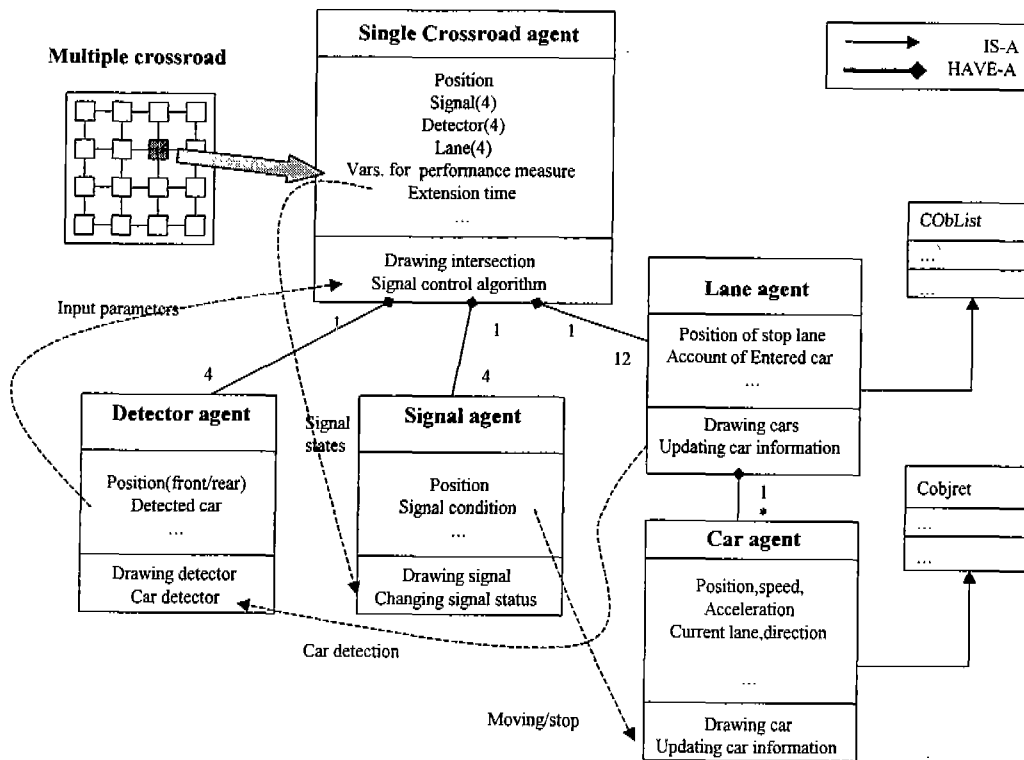 Multiple crossroad
Single Crossroad agent
Position
Signal(4)
Detector(4)
Lane(4)
Vars. for performance measure
Extension time
...
Drawing intersection
Signal control algorithm
IS-A
HAVE-A
CObList
...
...
Input parameters
1
4
1
4
1
12
Lane agent
Position of stop lane
Account of Entered car
...
Drawing cars
Updating car information
Detector agent
Position(front/rear)
Detected car
...
Drawing detector
Car detector
Signal
states
Signal agent
Position
Signal condition
...
Drawing signal
Changing signal status
1
*
Car agent
Position,speed,
Acceleration
Current lane,direction
...
Drawing car
Updating car information
Cobjret
...
...
Car detection
Moving/stop